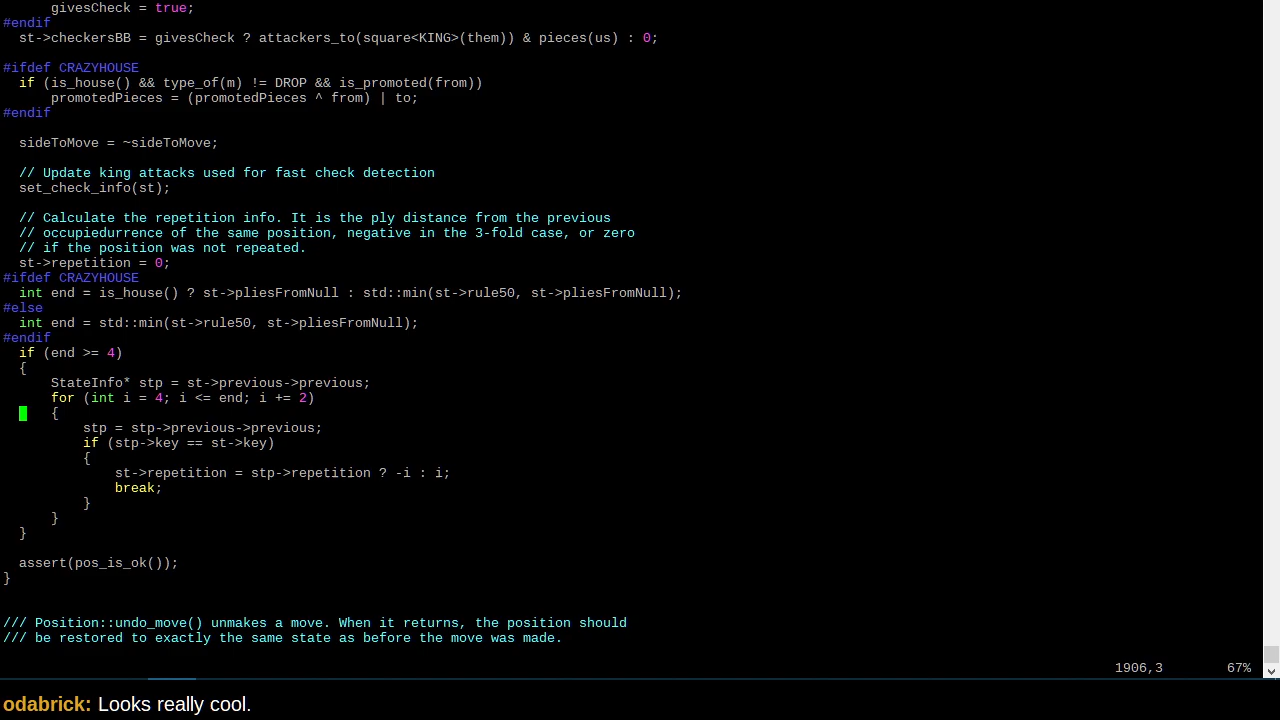 givesCheck = true;
#endif
  st->checkersBB = givesCheck ? attackers_to(square<KING>(them)) & pieces(us) : 0;

#ifdef CRAZYHOUSE
  if (is_house() && type_of(m) != DROP && is_promoted(from))
      promotedPieces = (promotedPieces ^ from) | to;
#endif

  sideToMove = ~sideToMove;

  // Update king attacks used for fast check detection
  set_check_info(st);

  // Calculate the repetition info. It is the ply distance from the previous
  // occupiedurrence of the same position, negative in the 3-fold case, or zero
  // if the position was not repeated.
  st->repetition = 0;
#ifdef CRAZYHOUSE
  int end = is_house() ? st->pliesFromNull : std::min(st->rule50, st->pliesFromNull);
#else
  int end = std::min(st->rule50, st->pliesFromNull);
#endif
  if (end >= 4)
  {
      StateInfo* stp = st->previous->previous;
      for (int i = 4; i <= end; i += 2)
      {
          stp = stp->previous->previous;
          if (stp->key == st->key)
          {
              st->repetition = stp->repetition ? -i : i;
              break;
          }
      }
  }

  assert(pos_is_ok());
}


/// Position::undo_move() unmakes a move. When it returns, the position should
/// be restored to exactly the same state as before the move was made.
1906,3 67%
odabrick: Looks really cool.